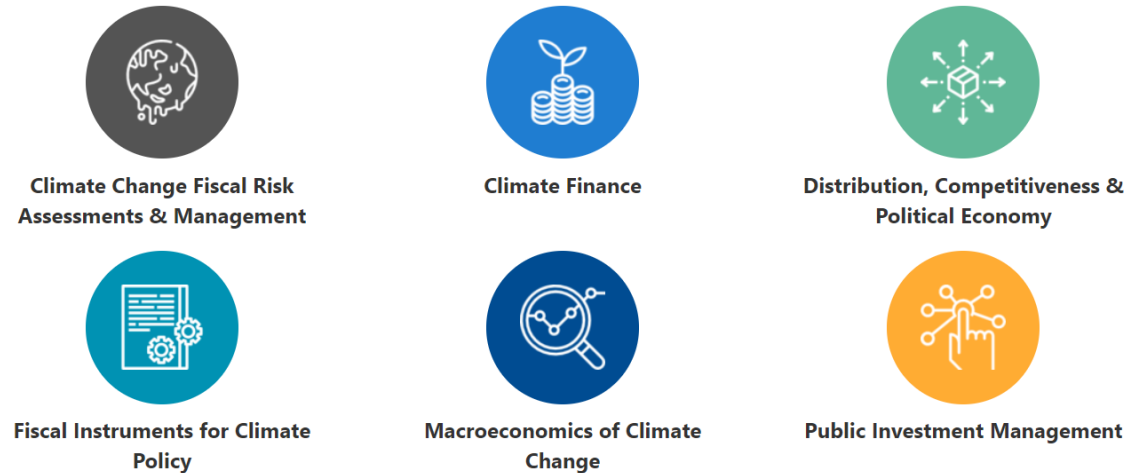 Climate Change Fiscal Risk
Assessments & Management
Climate Finance
Distribution, Competitiveness &
Political Economy
Fiscal Instruments for Climate
Policy
Macroeconomics of Climate
Change
Public Investment Management